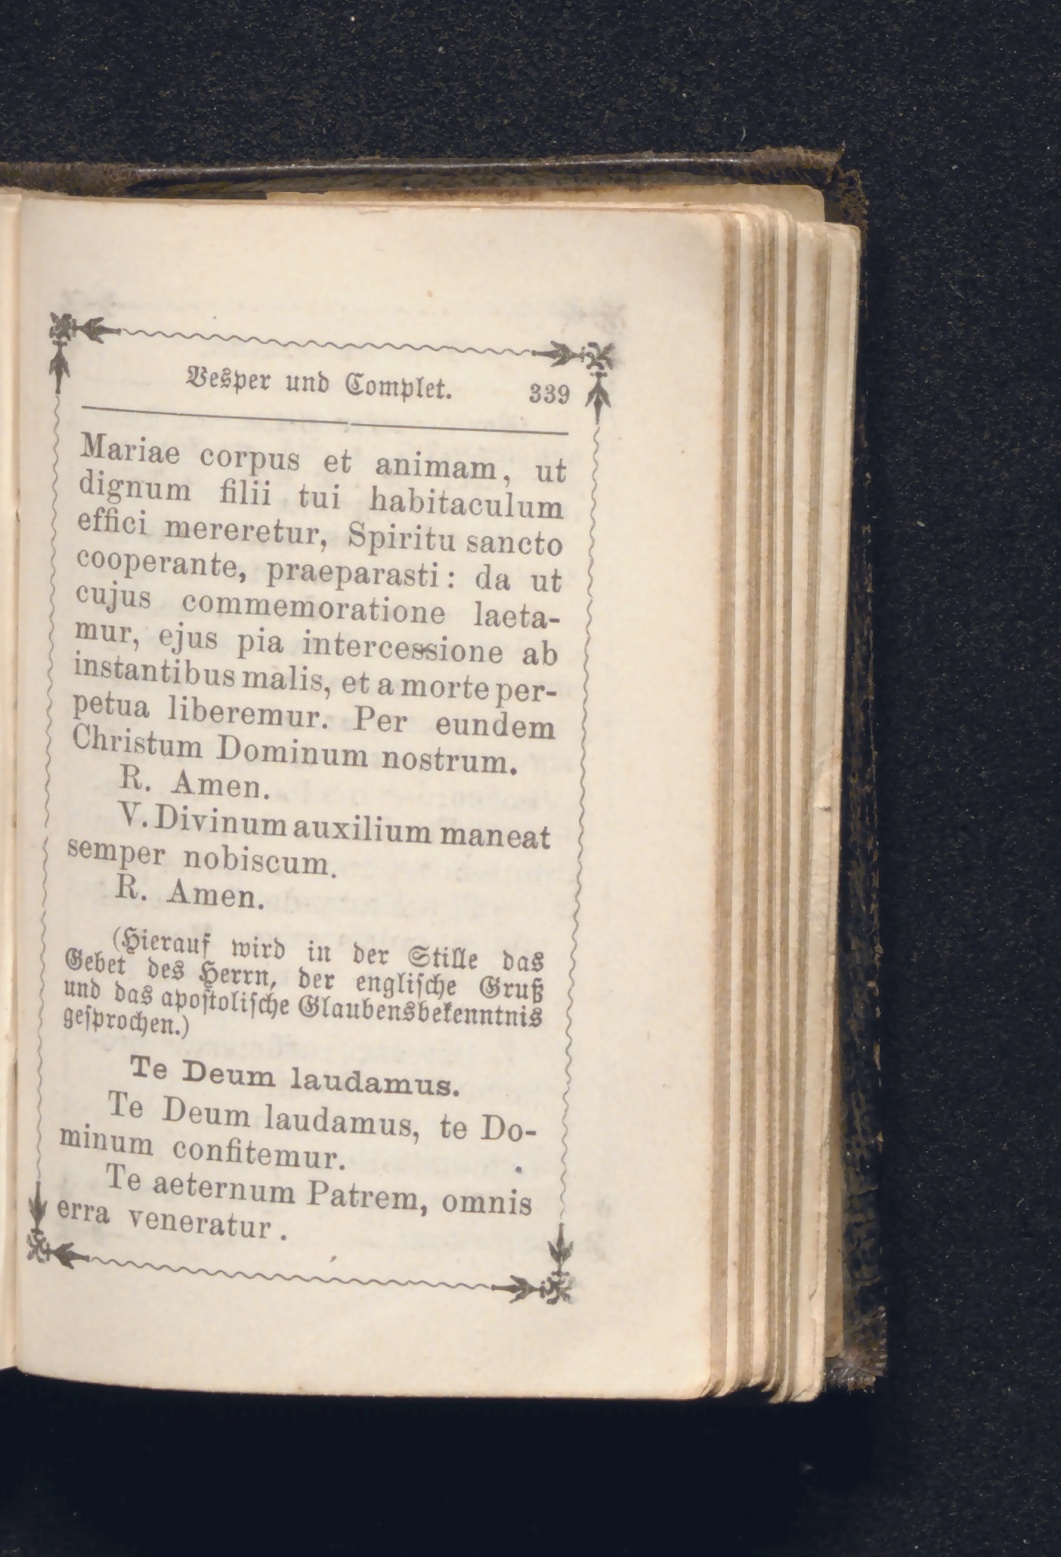 Vesper und Complet. 339
Mariae corpus et animam, ut
dignum filii tui habitaculum
effici mereretur, Spiritu sancto
cooperante, praeparasti: da ut
cujus commemoratione laeta-
mur, ejus pia intercessione ab
instantibus malis, et a morte per-
petua liberemur. Per eundem
Christum Dominum nostrum.
R. Amen.
V. Divinum auxilium maneat
semper nobiscum.
R. Amen.
(Hierauf wird in der Stille das
Gebet des Herrn, der englische Gruß
und das apostolische Glaubensbekenntnis
gesprochen.)
Te Deum laudamus.
Te Deum laudamus, te Do-
minum confitemur.
Te aeternum Patrem, omnis
erra veneratur.